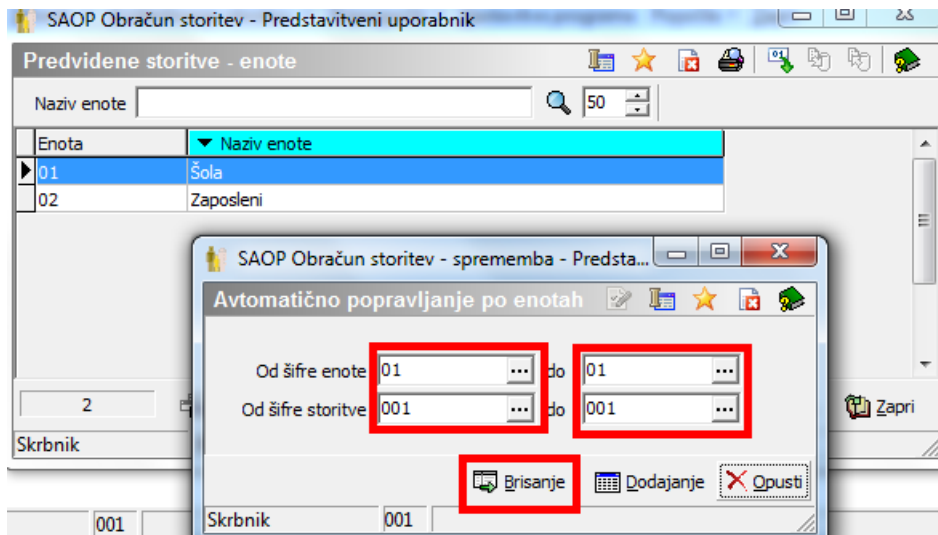 SAOP Obračun storitev - Predstavitveni uporabnik
Predvidene storitve - enote
Naziv enote 50
Enota Naziv enote
01 Šola
02 Zaposleni
SAOP Obračun storitev - sprememba - Predsta...
Avtomatično popravljanje po enotah
Od šifre enote 01 ... do 01 ...
Od šifre storitve 001 ... do 001 ...
2 Zapri
Skrbnik
Brisanje Dodajanje Opusti
Skrbnik 001
001